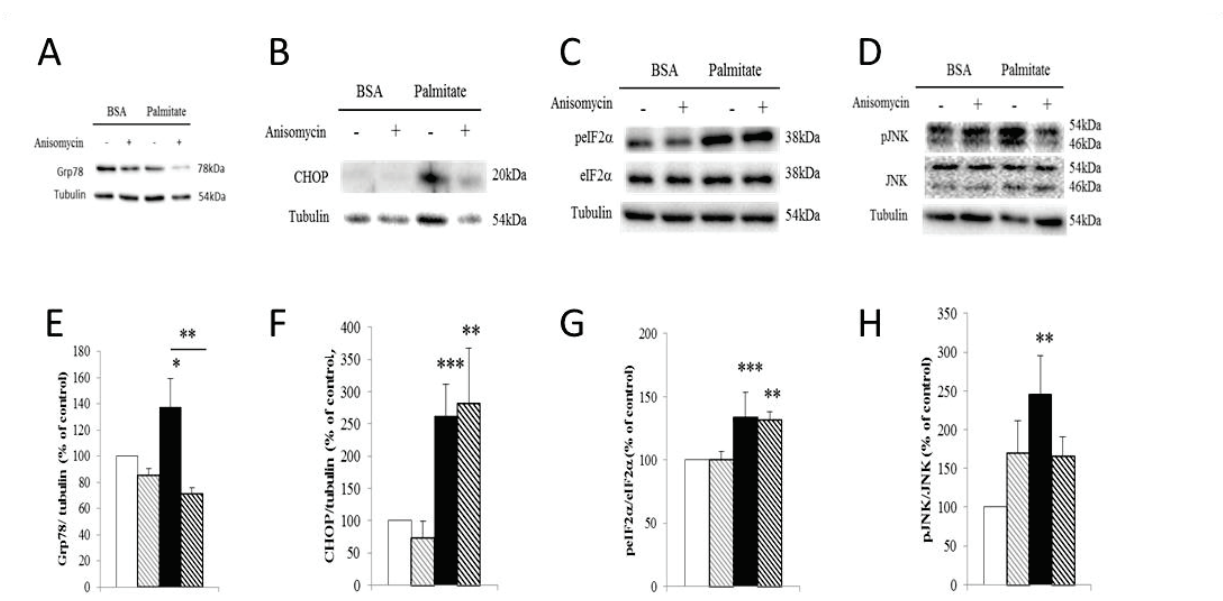 A
BSA Palmitate
Anisomycin - + - +
Grp78 78kDa
Tubulin 54kDa
B
BSA Palmitate
Anisomycin - + - +
CHOP 20kDa
Tubulin 54kDa
C
BSA Palmitate
Anisomycin - + - +
peIF2α 38kDa
eIF2α 38kDa
Tubulin 54kDa
D
BSA Palmitate
Anisomycin - + - +
pJNK 54kDa
46kDa
JNK 54kDa
46kDa
Tubulin 54kDa
E
Grp78/ tubulin (% of control)
180
160
140
120
100
80
60
40
20
0
**
*
F
CHOP/tubulin (% of control,
400
350
300
250
200
150
100
50
0
***
**
G
peIF2α/eIF2α (% of control)
200
150
100
50
0
***
**
H
pJNK/JNK (% of control)
350
300
250
200
150
100
50
0
**